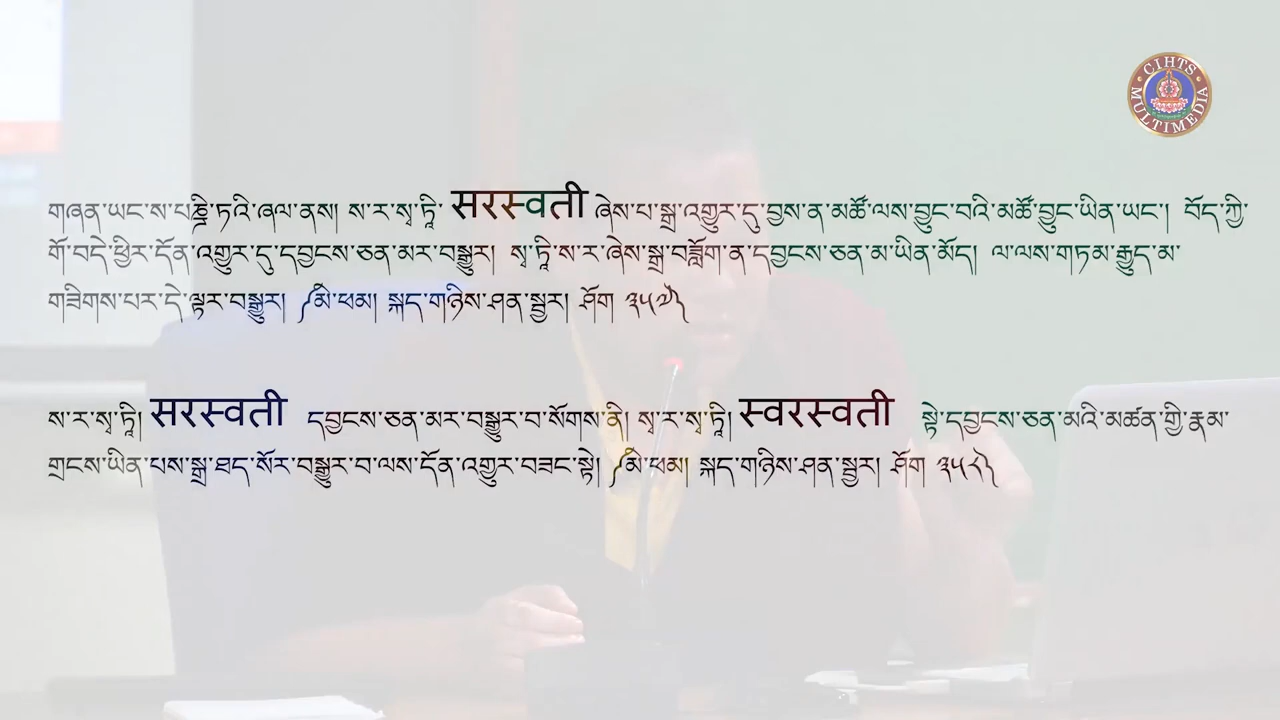 CIHTS
MULTIMEDIA
གཞན་ཡང་ས་པཎྜི་ཏའི་ཞལ་ནས། ས་ར་སྭ་ཏཱི་ सरस्वती ཞེས་པ་སྒྲ་འགྱུར་དུ་བྱས་ན་མཚོ་ལས་བྱུང་བའི་མཚོ་བྱུང་ཡིན་ཡང་། བོད་ཀྱི་
གོ་བདེ་ཕྱིར་དོན་འགྱུར་དུ་དབྱངས་ཅན་མར་བསྒྱུར། སྭ་ཏཱི་ས་ར་ཞེས་སྒྲ་བཟློག་ན་དབྱངས་ཅན་མ་ཡིན་མོད། ལ་ལས་གཏམ་རྒྱུད་མ་
གཟིགས་པར་དེ་ལྟར་བསྒྱུར། ༼མི་ཕམ། སྐད་གཉིས་ཤན་སྦྱར། ཤོག ༣༥༧༽
ས་ར་སྭ་ཏཱི། सरस्वती དབྱངས་ཅན་མར་བསྒྱུར་བ་སོགས་ནི། སྭ་ར་སྭ་ཏཱི། स्वरस्वती སྟེ་དབྱངས་ཅན་མའི་མཚན་གྱི་རྣམ་
གྲངས་ཡིན་པས་སྒྲ་ཐད་སོར་བསྒྱུར་བ་ལས་དོན་འགྱུར་བཟང་སྟེ། ༼མི་ཕམ། སྐད་གཉིས་ཤན་སྦྱར། ཤོག ༣༥༨༽